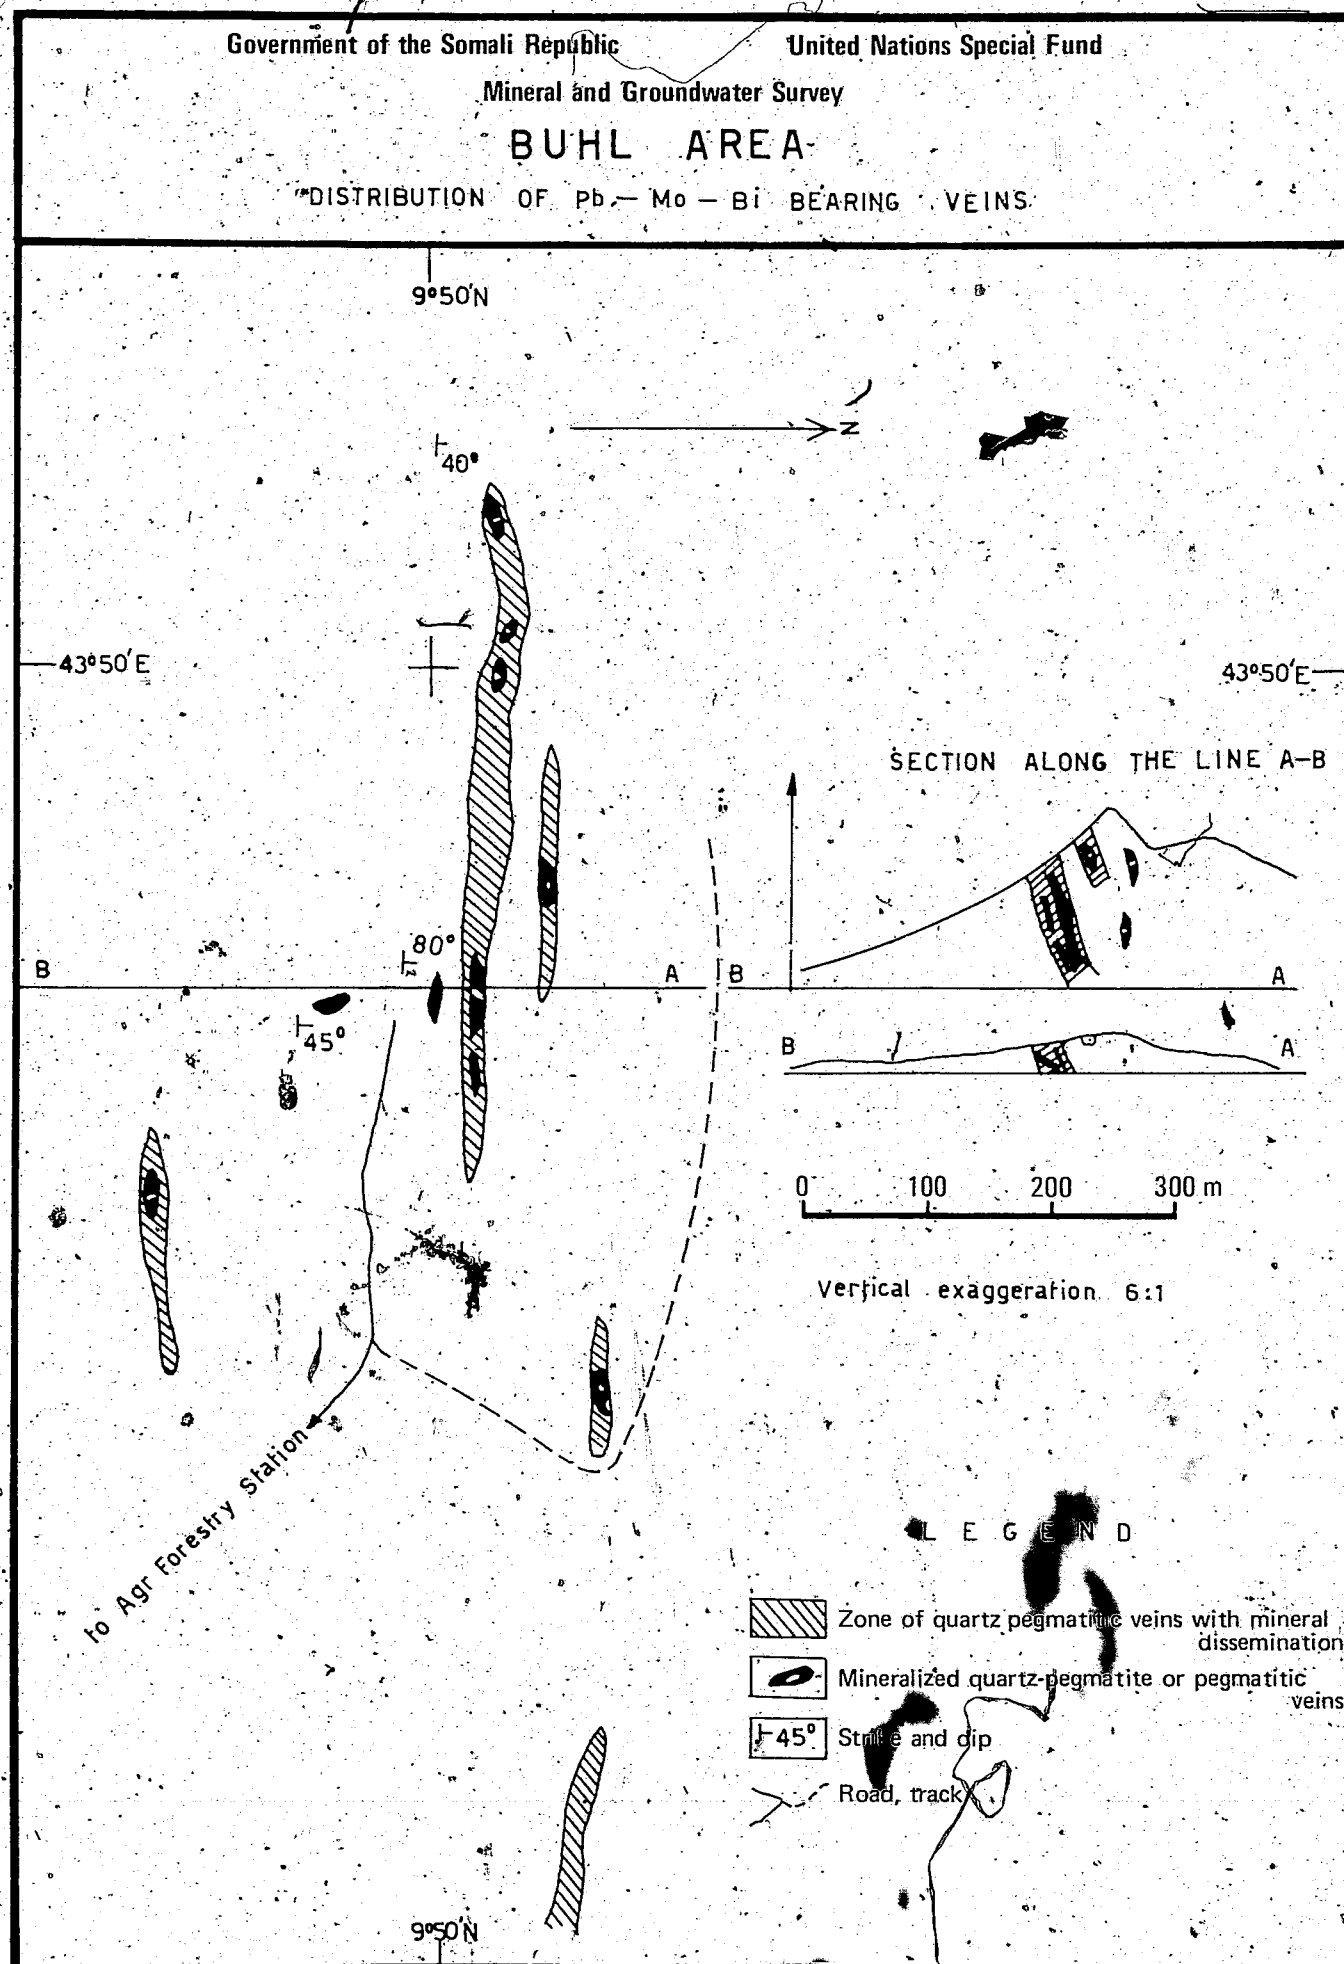 Government of the Somali Republic United Nations Special Fund
Mineral and Groundwater Survey
BUHL AREA
DISTRIBUTION OF Pb – Mo – Bi BEARING VEINS
9°50'N
N
40°
43°50'E 43°50'E
SECTION ALONG THE LINE A–B
80°
B A B A
45°
B A
0 100 200 300 m
Vertical exaggeration 6:1
to Agr Forestry Station
LEGEND
Zone of quartz pegmatitic veins with mineral
dissemination
Mineralized quartz-pegmatite or pegmatitic
veins
45° Strike and dip
Road, track
9°50'N